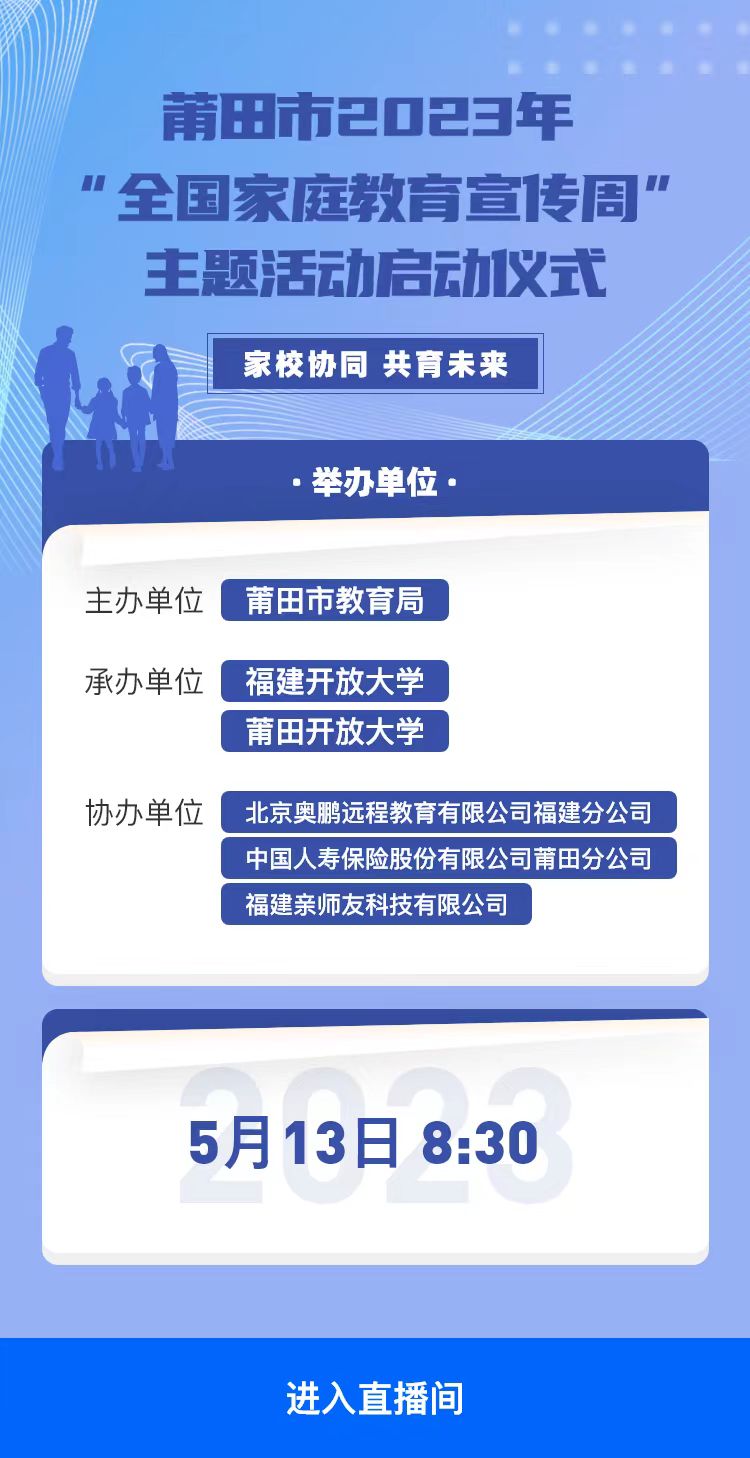 莆田市2023年
“全国家庭教育宣传周”
主题活动启动仪式
家校协同 共育未来
·举办单位·
主办单位 莆田市教育局
承办单位 福建开放大学
莆田开放大学
协办单位 北京奥鹏远程教育有限公司福建分公司
中国人寿保险股份有限公司莆田分公司
福建亲师友科技有限公司
2023
5月13日 8:30
进入直播间